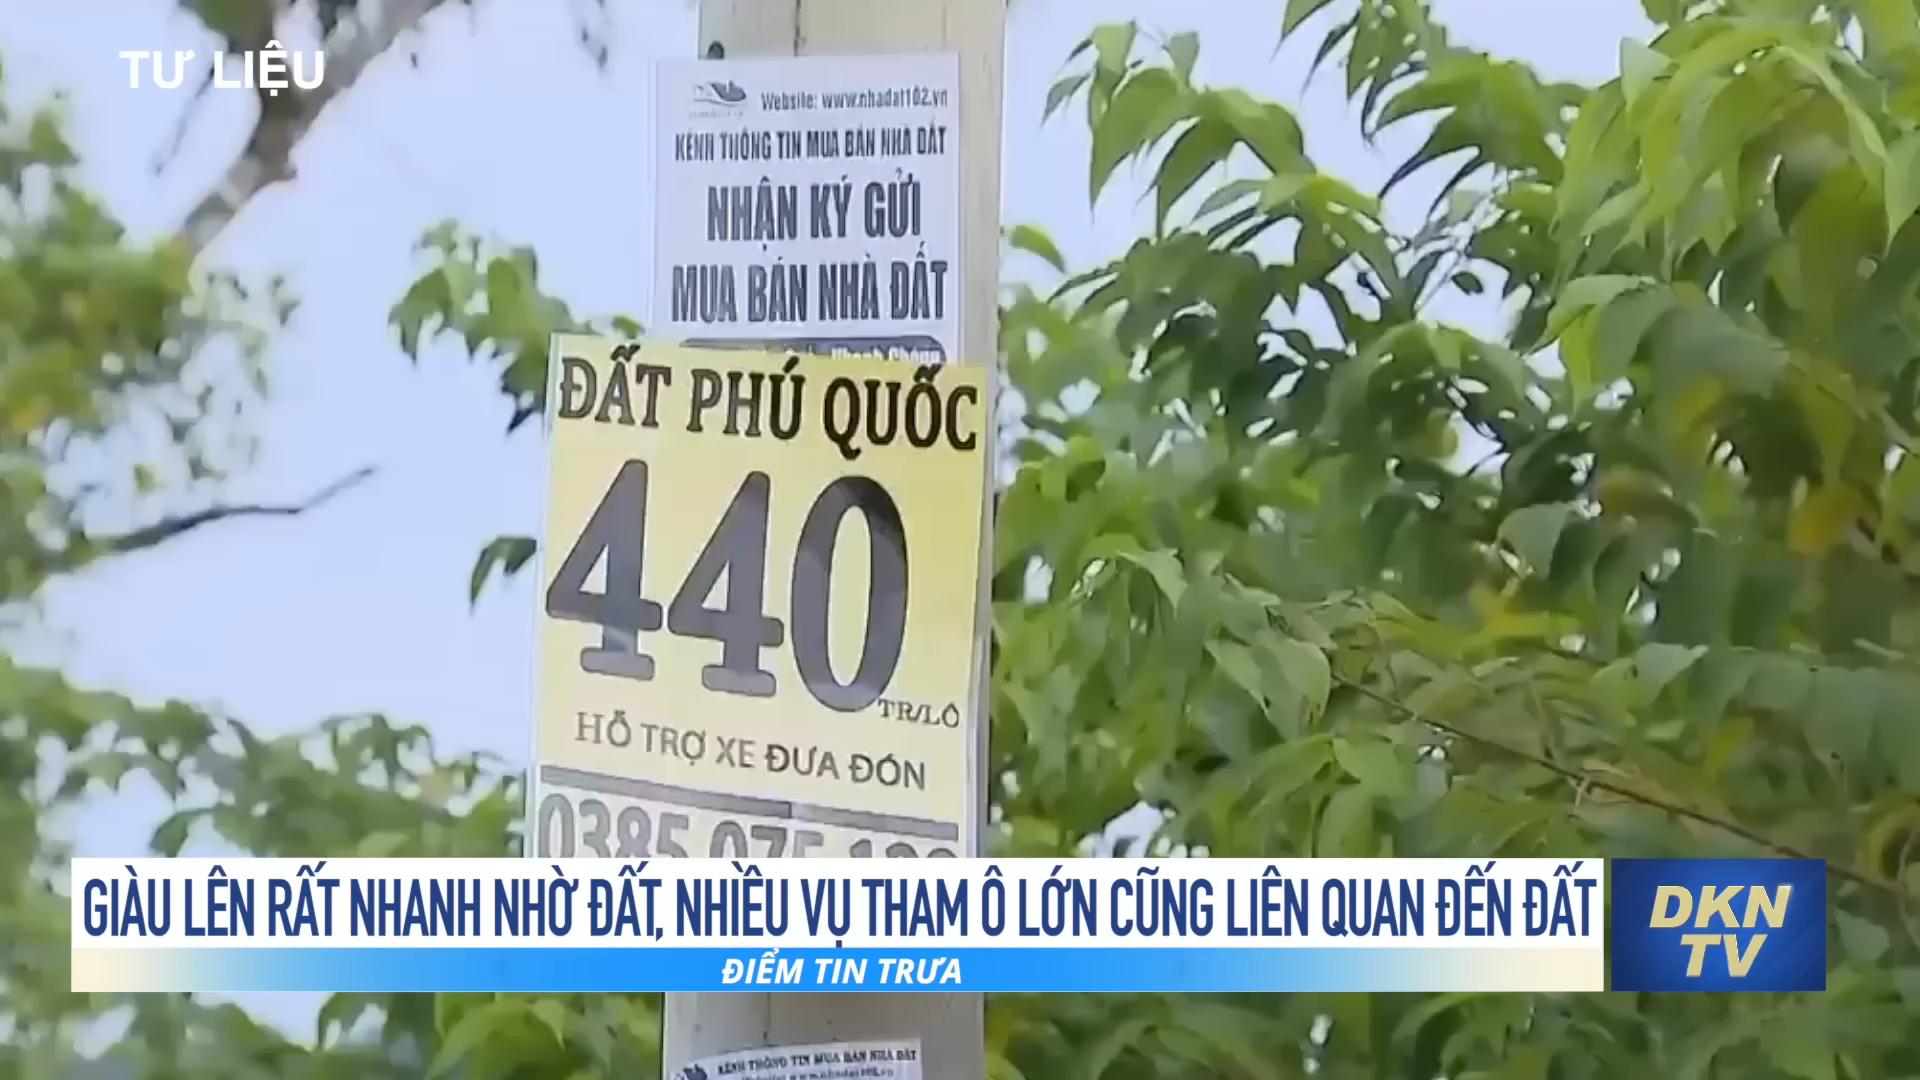 TƯ LIỆU
Website: www.nhadat102.vn
KÊNH THÔNG TIN MUA BÁN NHÀ ĐẤT
NHẬN KÝ GỬI
MUA BÁN NHÀ ĐẤT
ĐẤT PHÚ QUỐC
440
TR/LÔ
HỖ TRỢ XE ĐƯA ĐÓN
0385
GIÀU LÊN RẤT NHANH NHỜ ĐẤT, NHIỀU VỤ THAM Ô LỚN CŨNG LIÊN QUAN ĐẾN ĐẤT
DKN
TV
ĐIỂM TIN TRƯA
KÊNH THÔNG TIN MUA BÁN NHÀ ĐẤT